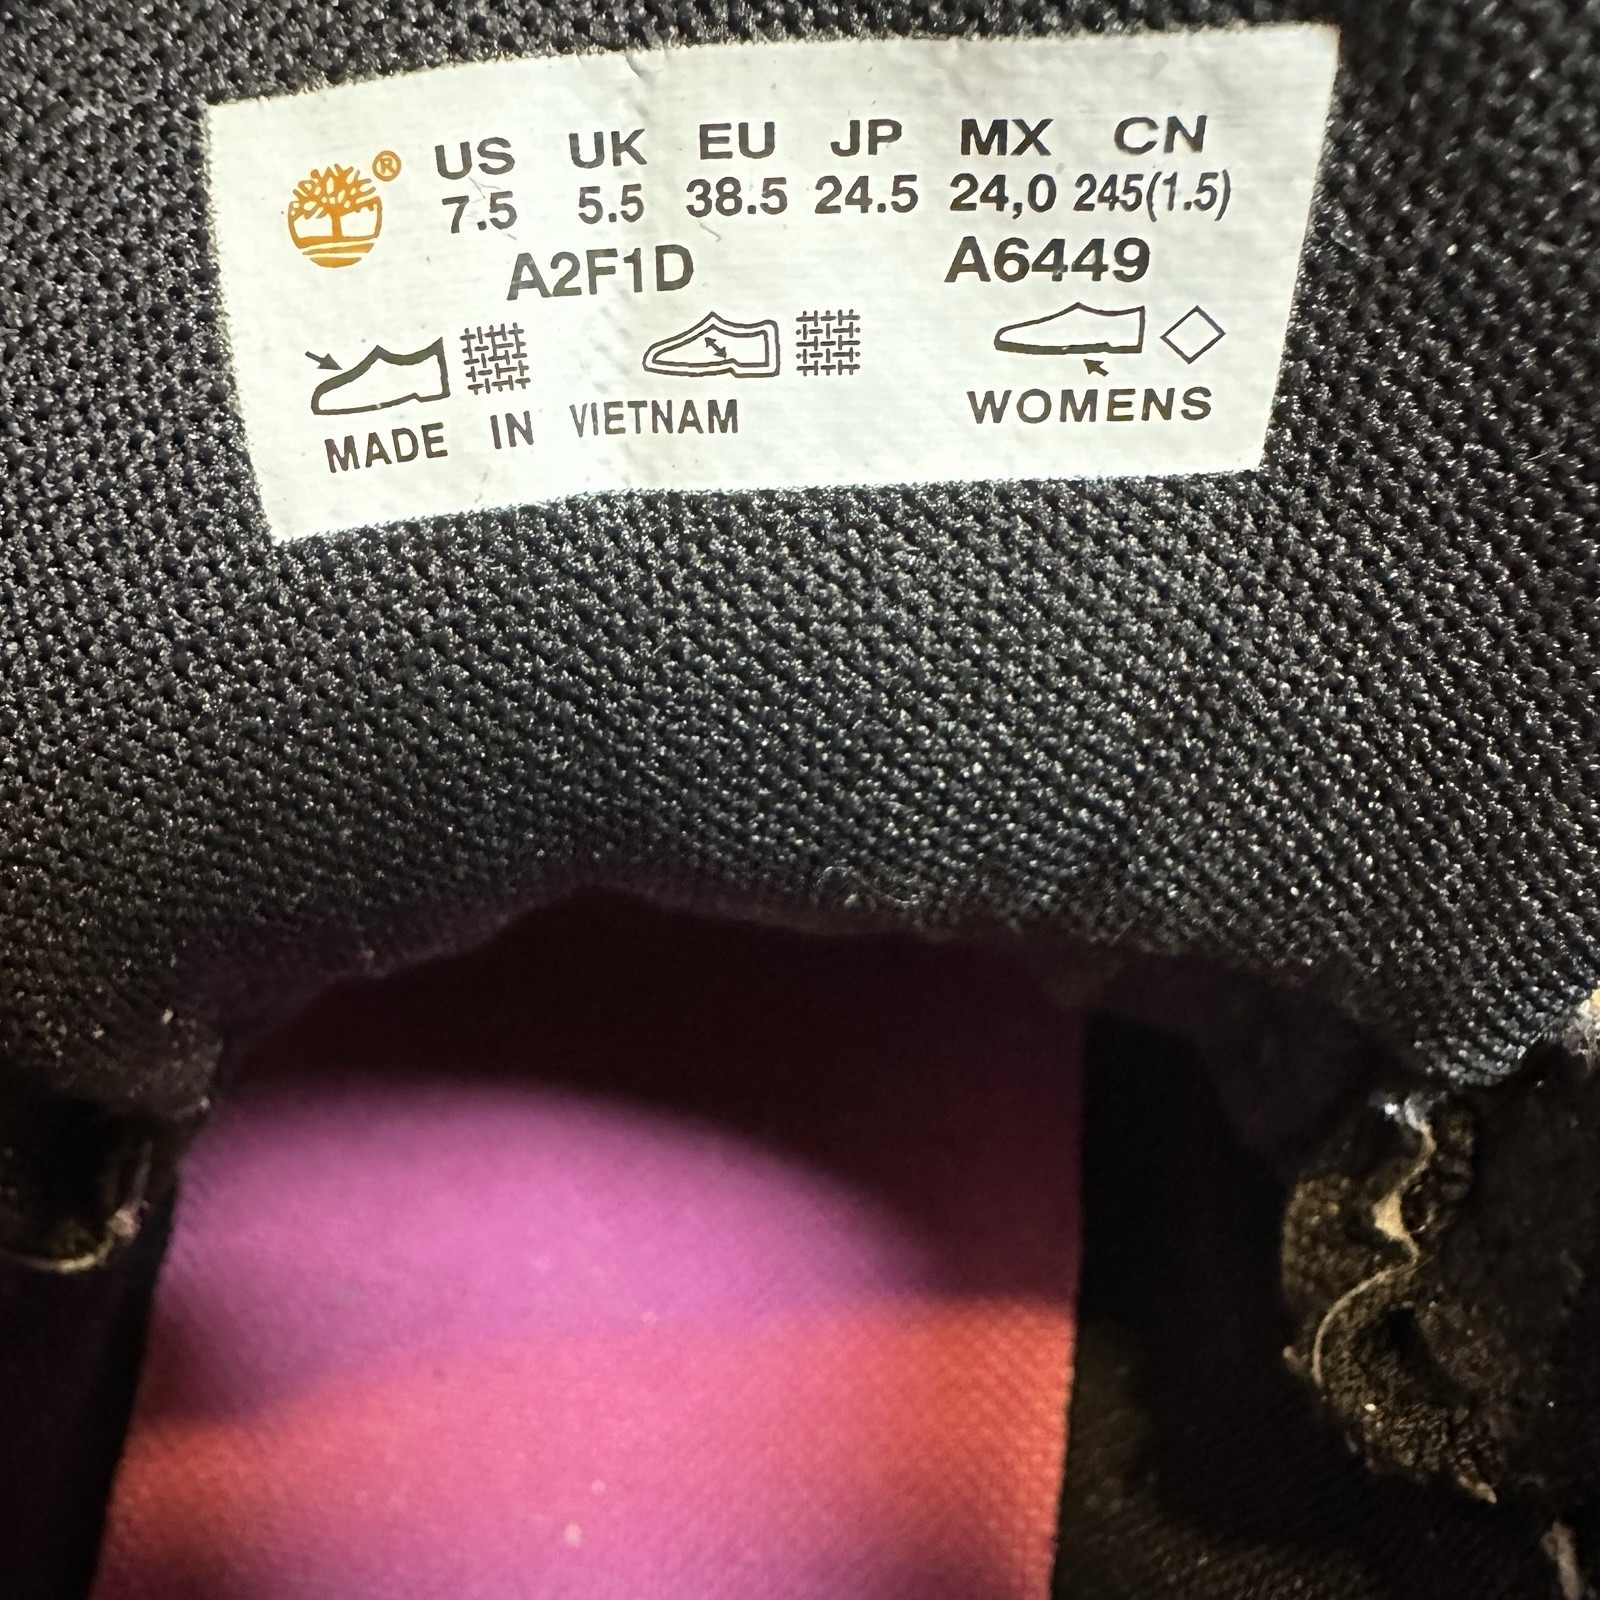 ® US UK EU JP MX CN
7.5 5.5 38.5 24.5 24,0 245(1.5)
A2F1D A6449
MADE IN VIETNAM WOMENS